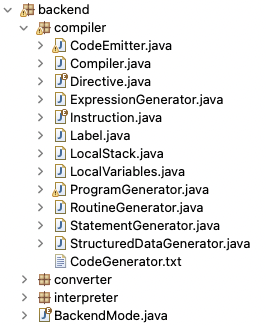 backend
compiler
CodeEmitter.java
Compiler.java
Directive.java
ExpressionGenerator.java
Instruction.java
Label.java
LocalStack.java
LocalVariables.java
ProgramGenerator.java
RoutineGenerator.java
StatementGenerator.java
StructuredDataGenerator.java
CodeGenerator.txt
converter
interpreter
BackendMode.java